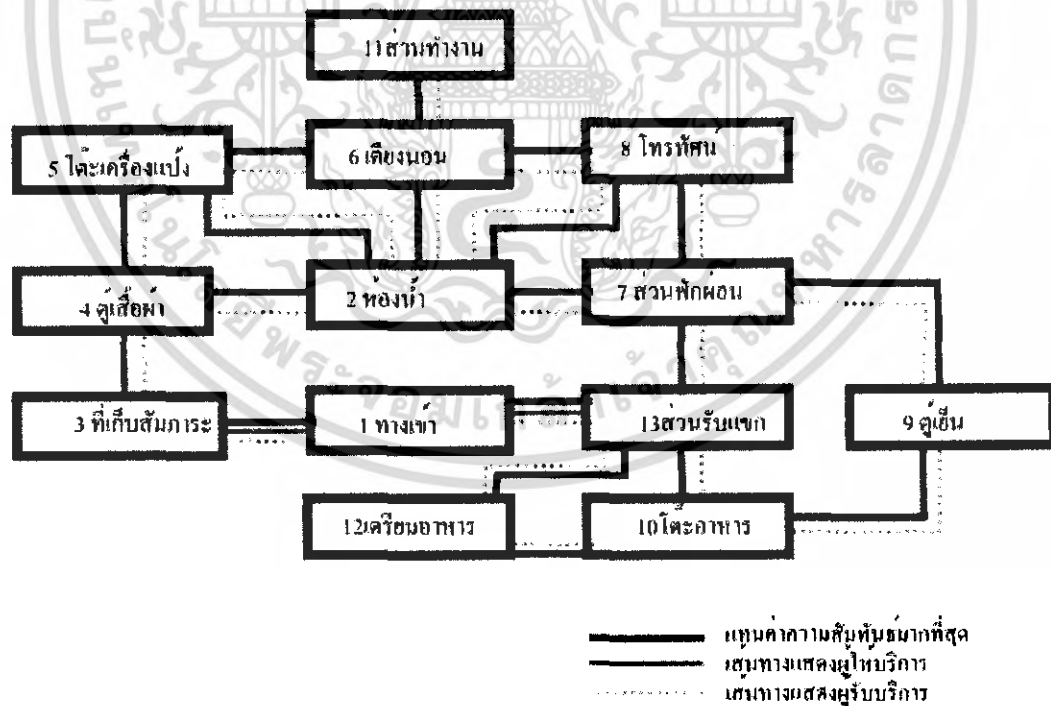 11ส่วนทำงาน
5 โต๊ะเครื่องแป้ง
6 เตียงนอน
8 โทรทัศน์
4 ตู้เสื้อผ้า
2 ห้องน้ำ
7 ส่วนพักผ่อน
3 ที่เก็บสัมภาระ
1 ทางเข้า
13ส่วนรับแขก
9 ตู้เย็น
12เตรียมอาหาร
10โต๊ะอาหาร
แทนค่าความสัมพันธ์มากที่สุด
เส้นทางแสดงผู้ให้บริการ
เส้นทางแสดงผู้รับบริการ